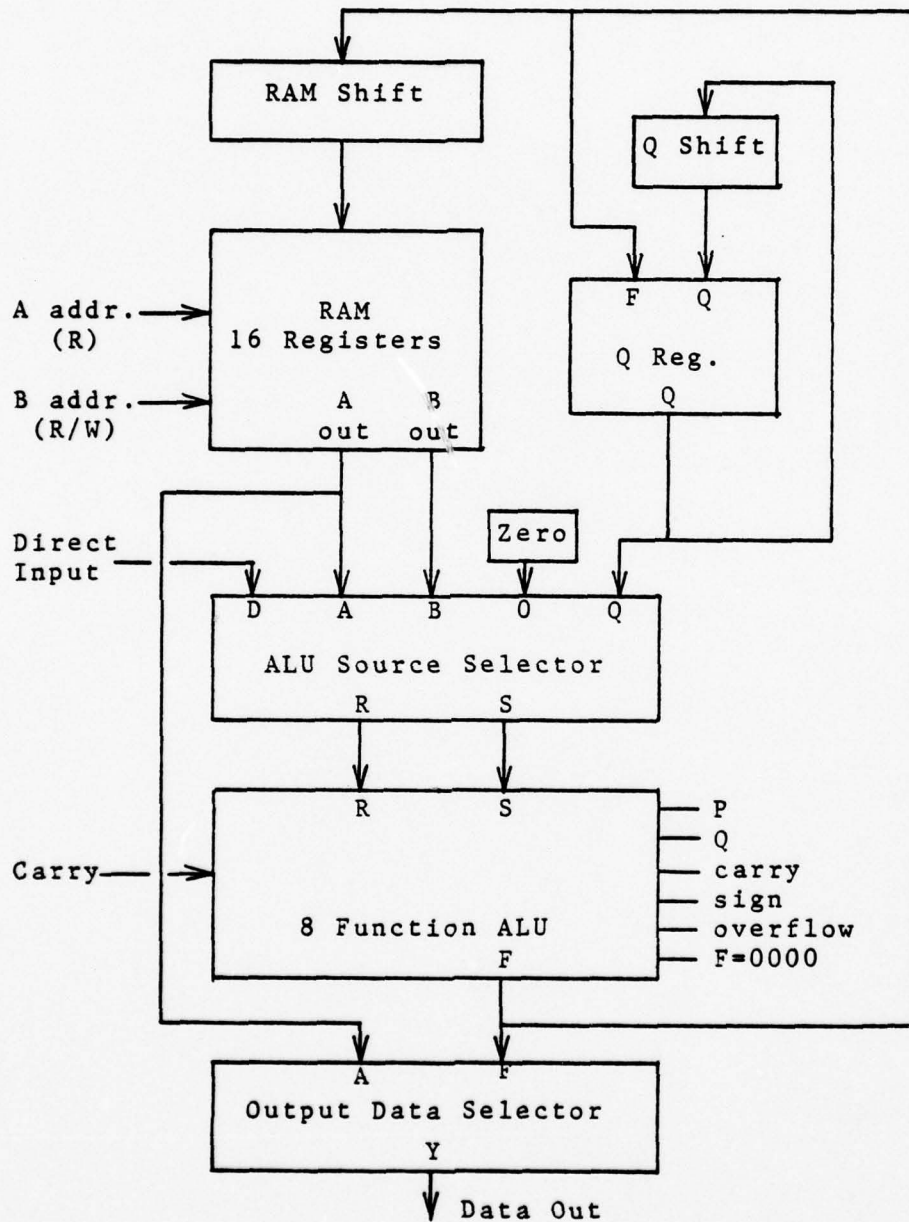 RAM Shift
Q Shift
A addr.
(R)
B addr.
(R/W)
RAM
16 Registers
A B
out out
F Q
Q Reg.
Q
Direct
Input
Zero
D A B O Q
ALU Source Selector
R S
R S
Carry
8 Function ALU
F
P
Q
carry
sign
overflow
F=0000
A F
Output Data Selector
Y
Data Out